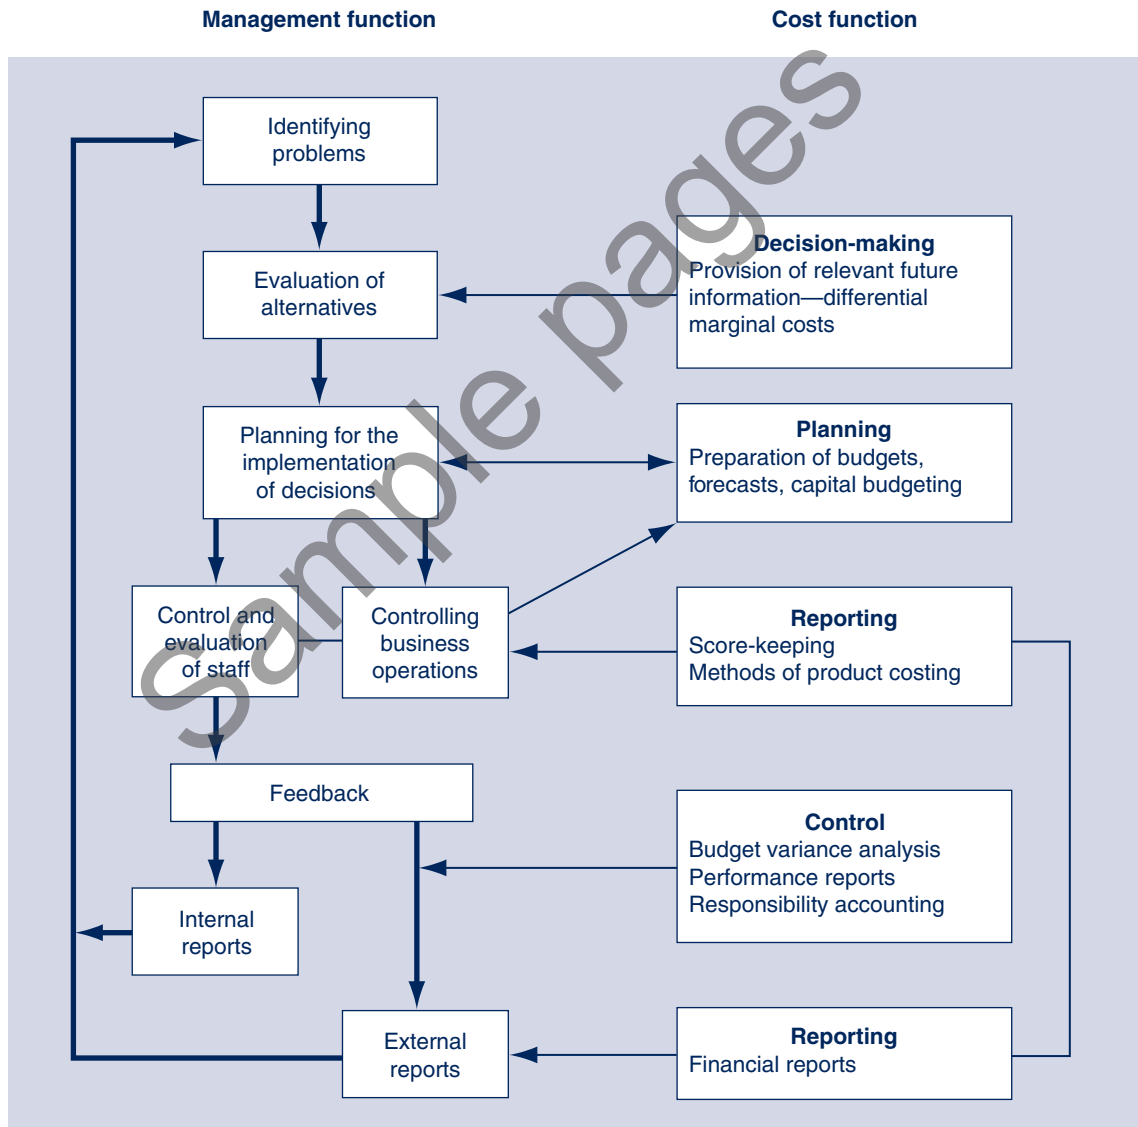 Management function
Cost function
Identifying
problems
Evaluation of
alternatives
Decision-making
Provision of relevant future
information—differential
marginal costs
Planning for the
implementation
of decisions
Planning
Preparation of budgets,
forecasts, capital budgeting
Control and
evaluation
of staff
Controlling
business
operations
Reporting
Score-keeping
Methods of product costing
Feedback
Control
Budget variance analysis
Performance reports
Responsibility accounting
Internal
reports
External
reports
Reporting
Financial reports
Sample pages